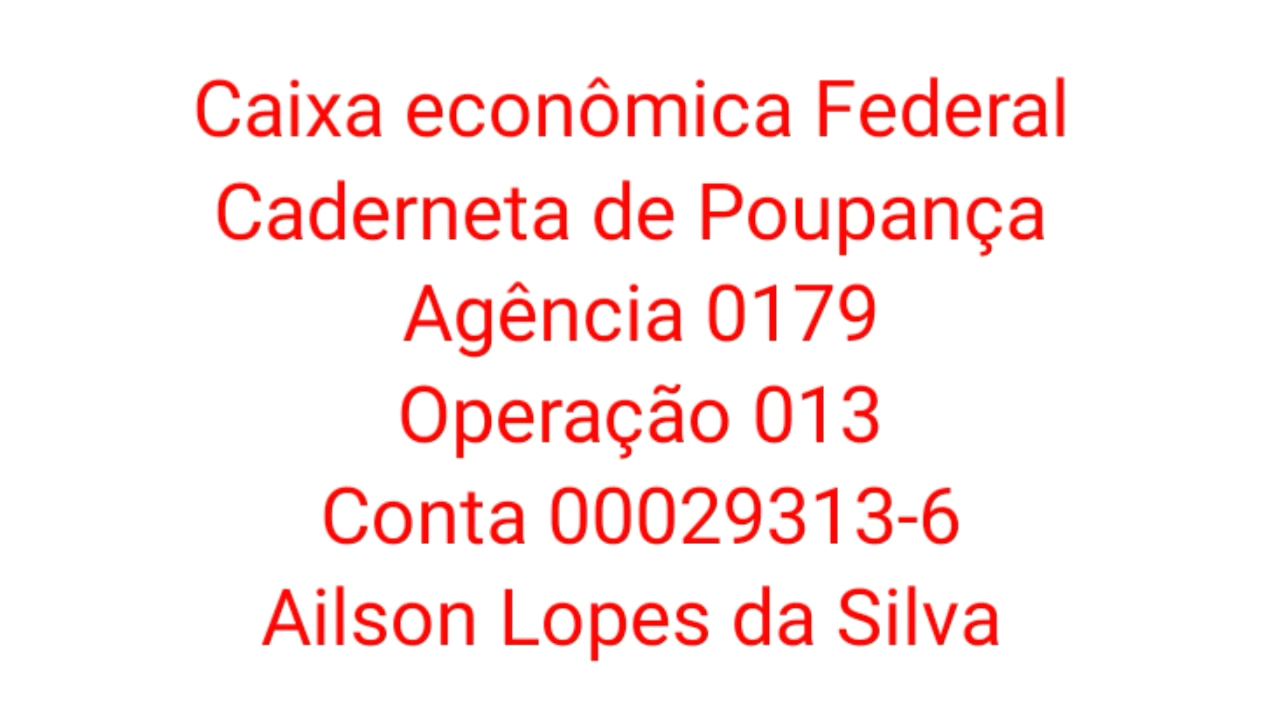 Caixa econômica Federal
Caderneta de Poupança
Agência 0179
Operação 013
Conta 00029313-6
Ailson Lopes da Silva